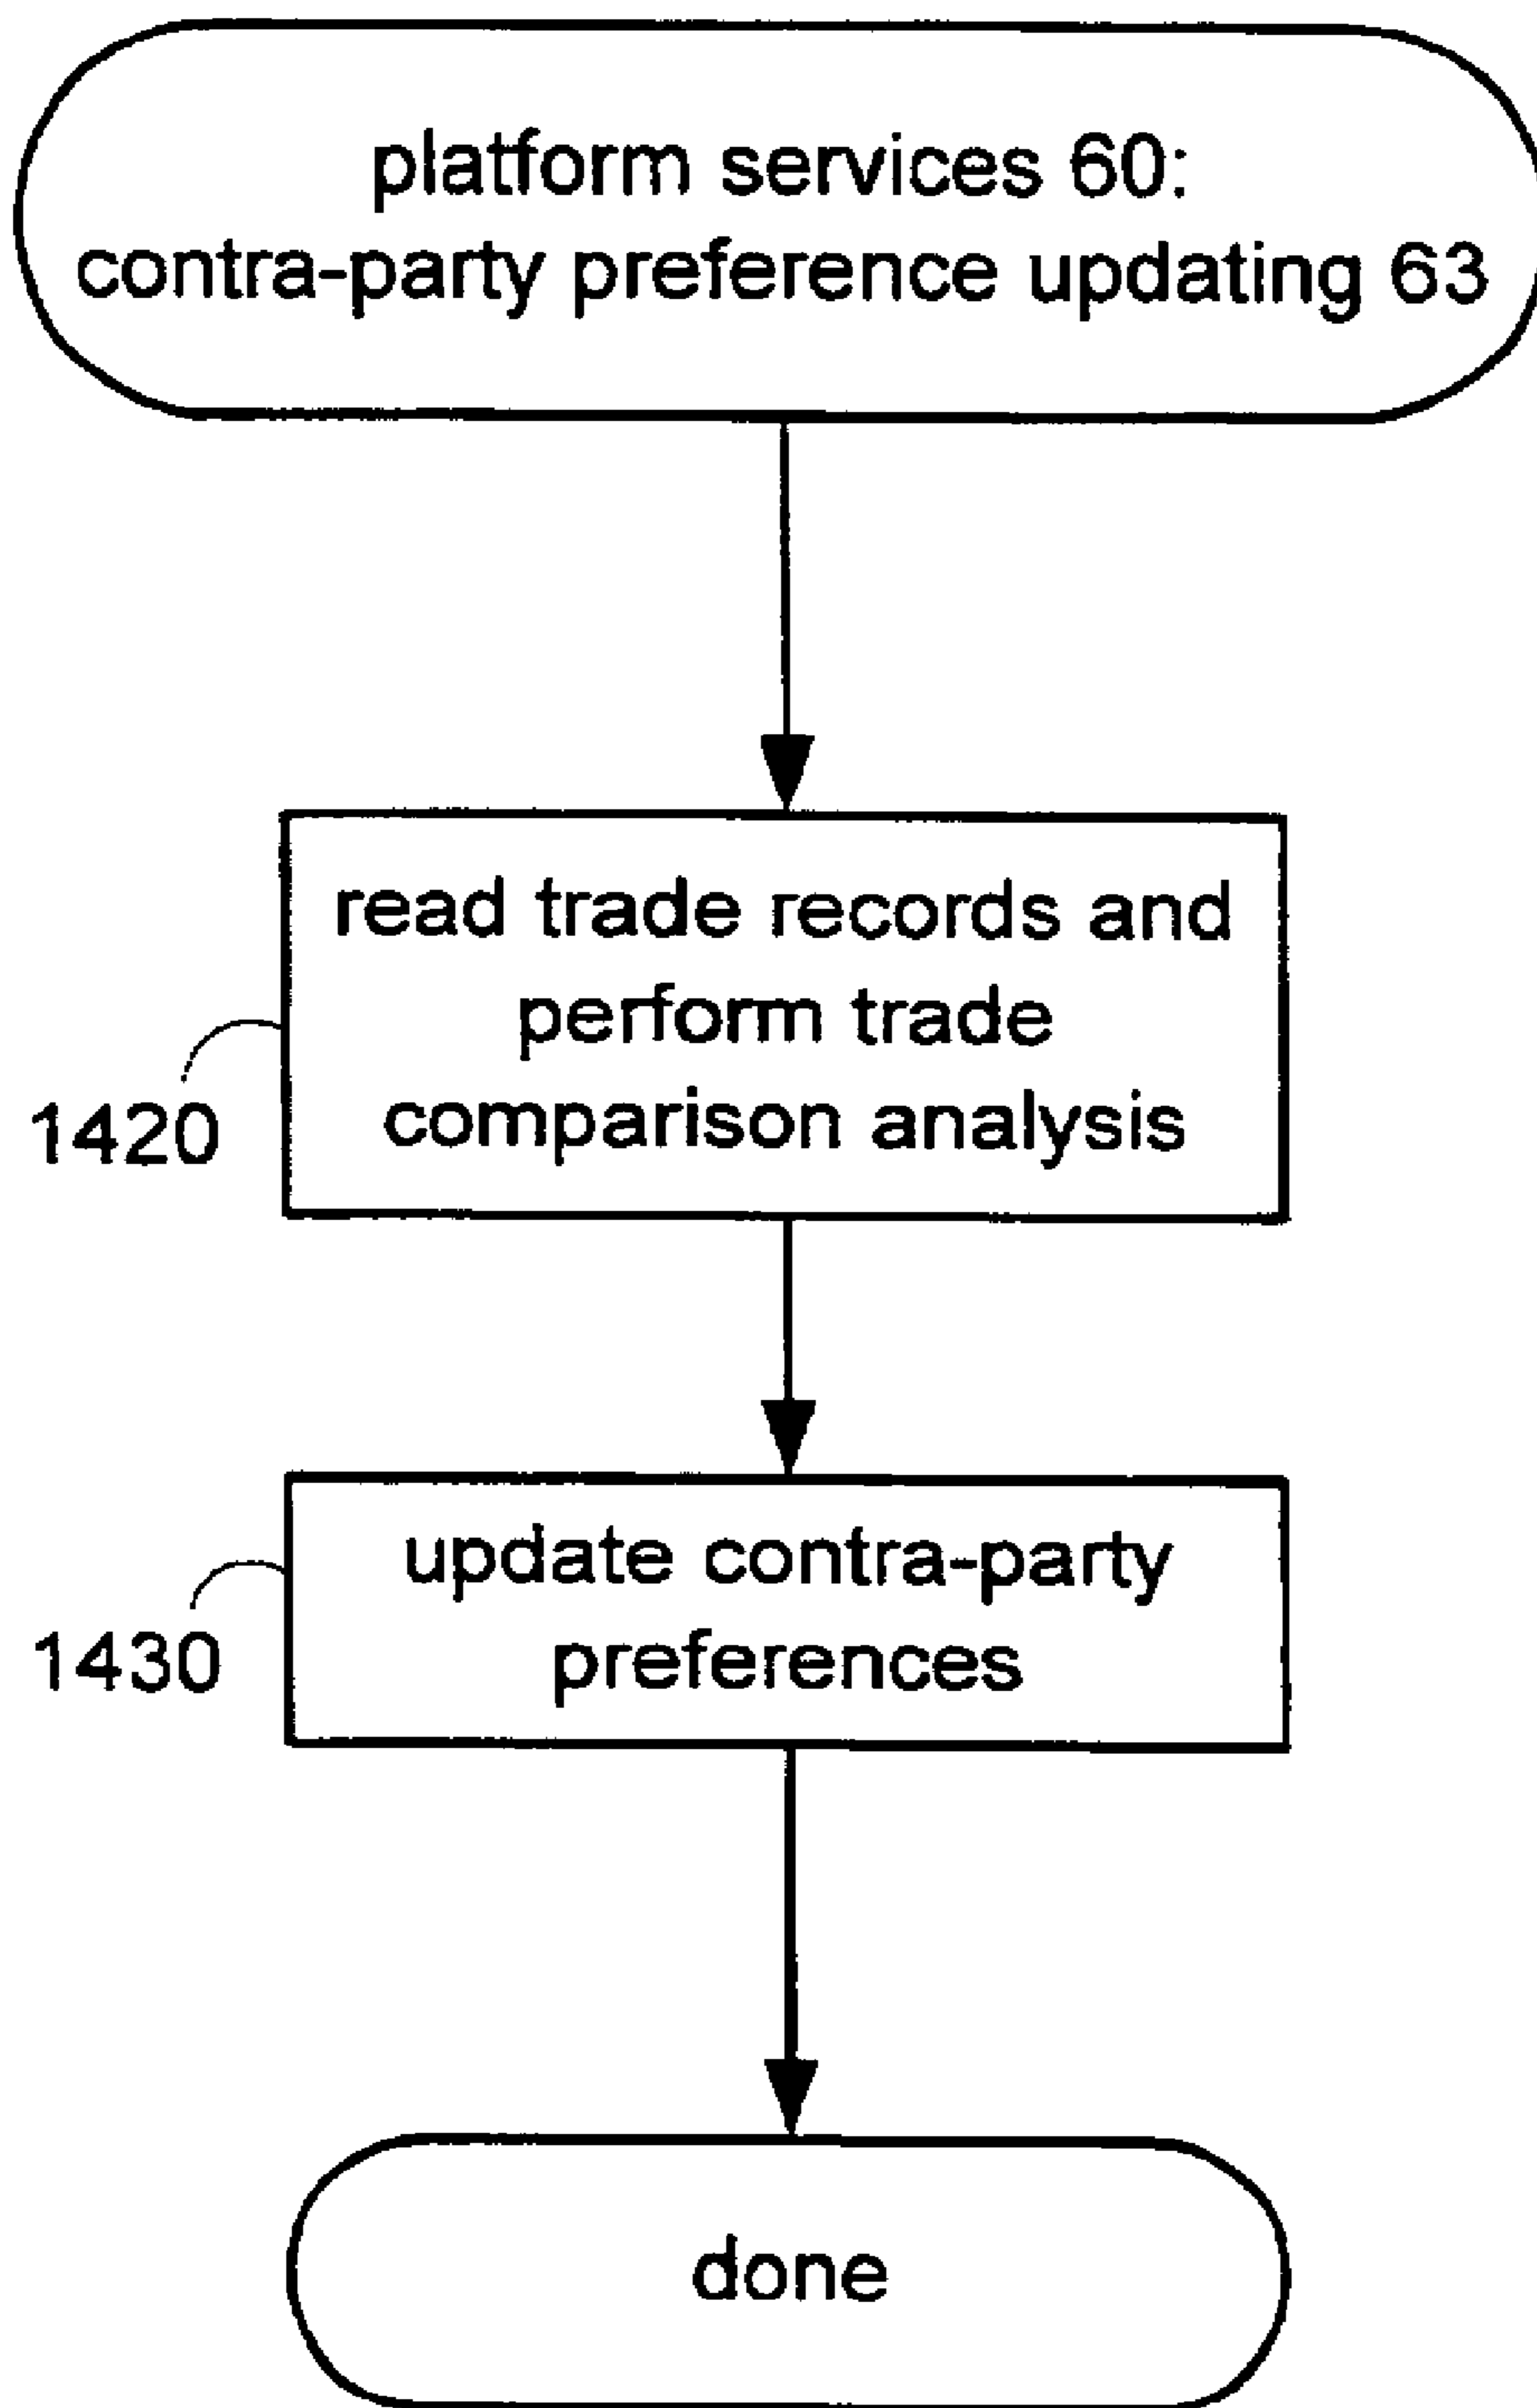 platform services 60:
contra-party preference updating 63
read trade records and
perform trade
comparison analysis
1420
update contra-party
preferences
1430
done